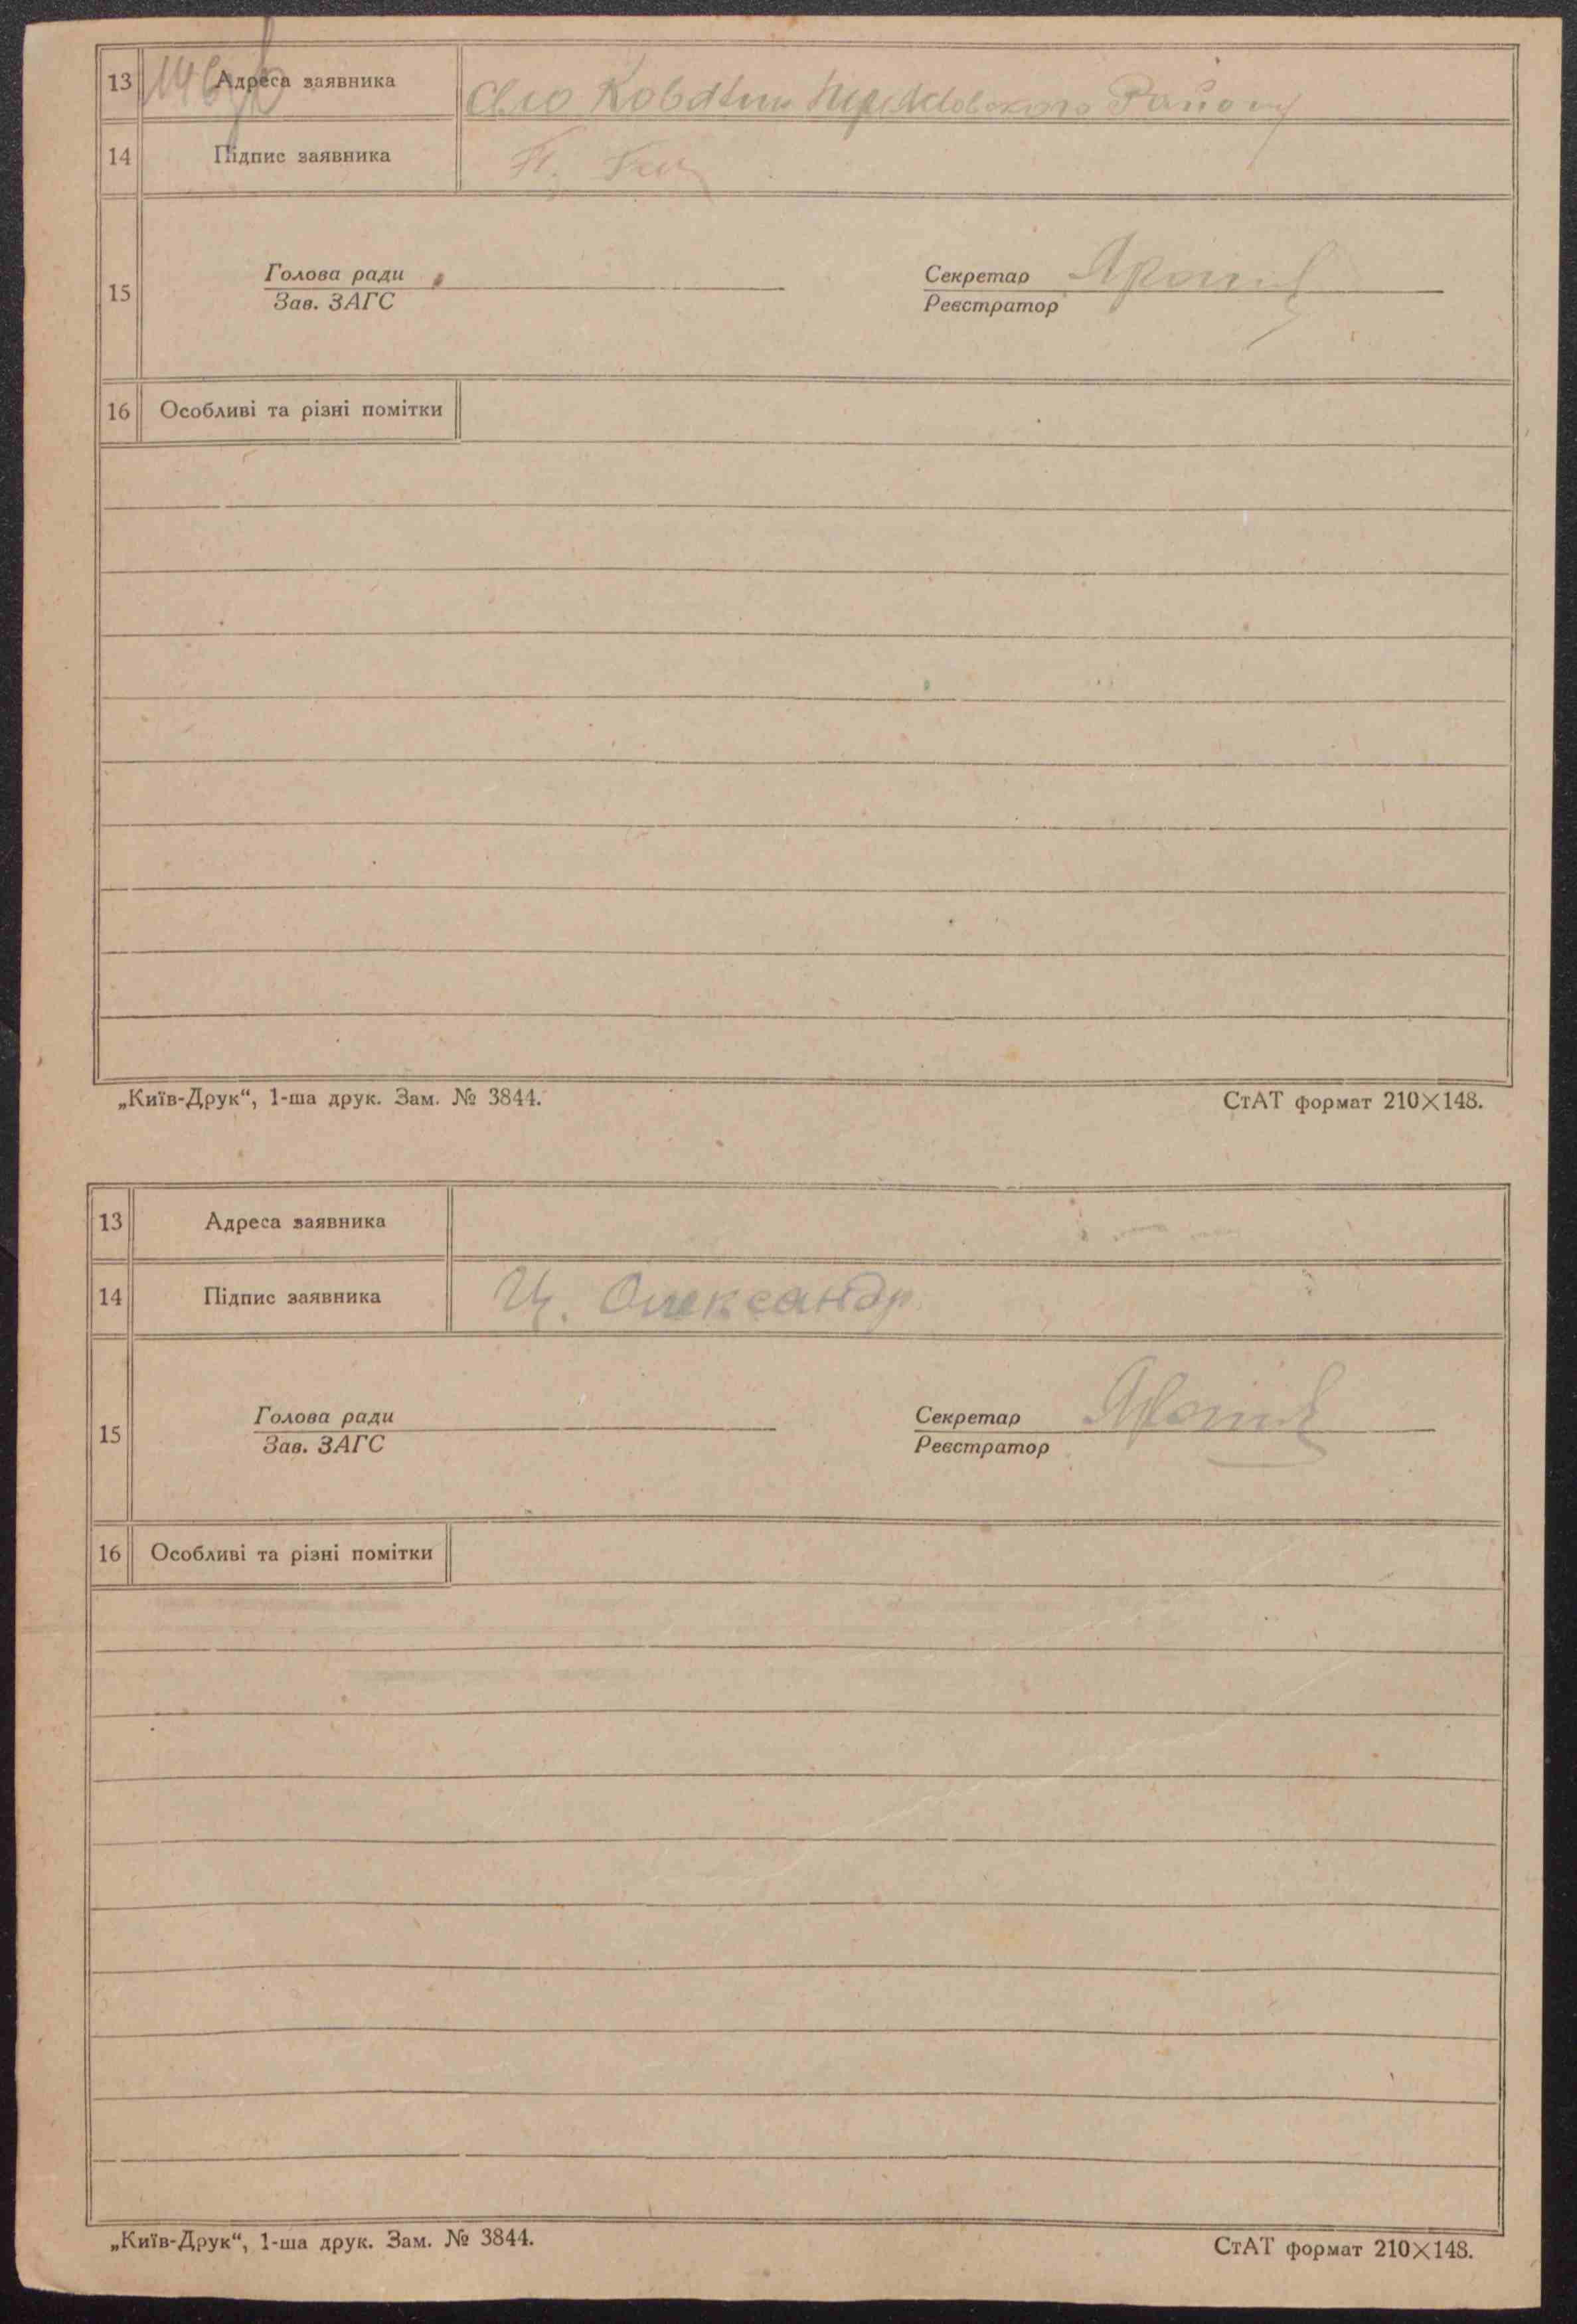 13 Адреса заявника Село Ковалин Району
14 Підпис заявника П.
15 Голова ради
Зав. ЗАГС
Секретар
Реєстратор
16 Особливі та різні помітки
„Київ-Друк“, 1-ша друк. Зам. № 3844. СтАТ формат 210×148.
13 Адреса заявника
14 Підпис заявника Ц. Олександр
15 Голова ради
Зав. ЗАГС
Секретар
Реєстратор
16 Особливі та різні помітки
„Київ-Друк“, 1-ша друк. Зам. № 3844. СтАТ формат 210×148.